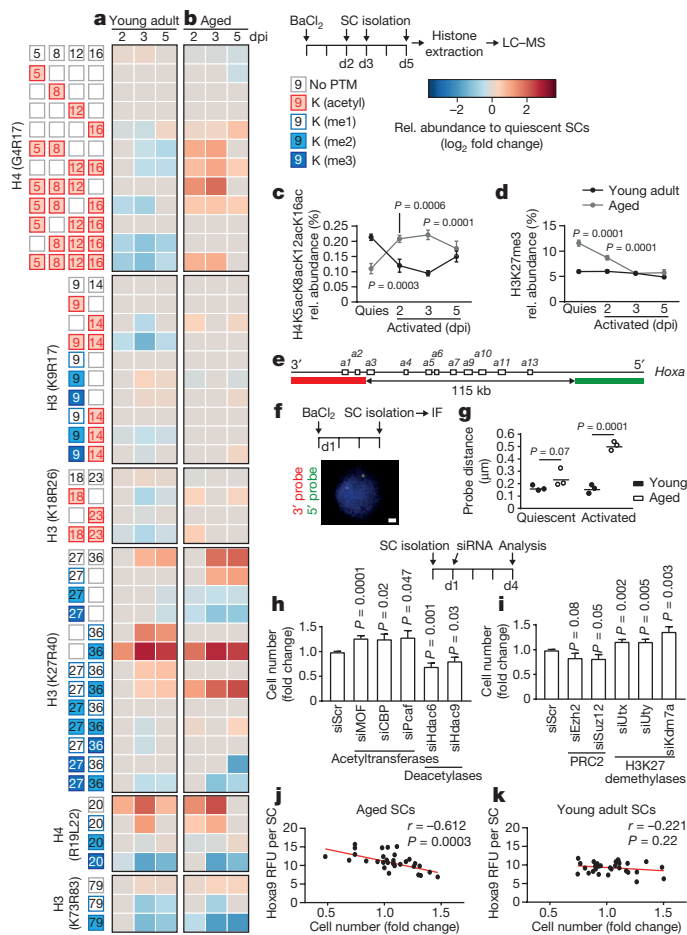 a
Young adult
b
Aged
2 3 5 2 3 5 dpi
H4 (G4R17)
5 8 12 16
5
8
12
16
5 8
12 16
5 8 12
5 8 16
5 12 16
8 12 16
5 8 12 16
H3 (K9R17)
9 14
9
14
9 14
9
9
9
9 14
9 14
9 14
H3 (K18R26)
18 23
18
23
18 23
H3 (K27R40)
27 36
27
27
27
36
36
27 36
27 36
27 36
27 36
27 36
27 36
27 36
H4 (R19L22)
20
20
20
20
H3 (K73R83)
79
79
79
BaCl2 SC isolation
d2 d3 d5
Histone extraction
LC–MS
9 No PTM
9 K (acetyl)
9 K (me1)
9 K (me2)
9 K (me3)
−2 0 2
Rel. abundance to quiescent SCs
(log2 fold change)
c
H4K5acK8acK12acK16ac
rel. abundance (%)
0.25
0.20
0.15
0.10
0.05
0
P = 0.0006
P = 0.0001
P = 0.0003
Quies 2 3 5
Activated (dpi)
d
Young adult
Aged
H3K27me3
rel. abundance (%)
20
15
10
5
0
P = 0.0001
P = 0.0001
Quies 2 3 5
Activated (dpi)
e
3′ 5′
a1 a2 a3 a4 a5 a6 a7 a9 a10 a11 a13
Hoxa
115 kb
f
BaCl2 SC isolation IF
d1
3′ probe
5′ probe
g
Probe distance
(μm)
0.6
0.5
0.4
0.3
0.2
0.1
0
P = 0.07
P = 0.0001
Quiescent Activated
Young
Aged
SC isolation siRNA Analysis
d1 d4
h
Cell number
(fold change)
1.5
1.0
0.5
0
P = 0.0001
P = 0.02
P = 0.047
P = 0.001
P = 0.03
siScr
siMOF
siCBP
siPcaf
siHdac6
siHdac9
Acetyltransferases
Deacetylases
i
Cell number
(fold change)
1.5
1.0
0.5
0
P = 0.08
P = 0.05
P = 0.002
P = 0.005
P = 0.003
siScr
siEzh2
siSuz12
siUtx
siUty
siKdm7a
PRC2
H3K27
demethylases
j
Aged SCs
Hoxa9 RFU per SC
20
15
10
5
0
r = −0.612
P = 0.0003
0.5 1.0 1.5
Cell number (fold change)
k
Young adult SCs
Hoxa9 RFU per SC
20
15
10
5
0
r = −0.221
P = 0.22
0.5 1.0 1.5
Cell number (fold change)